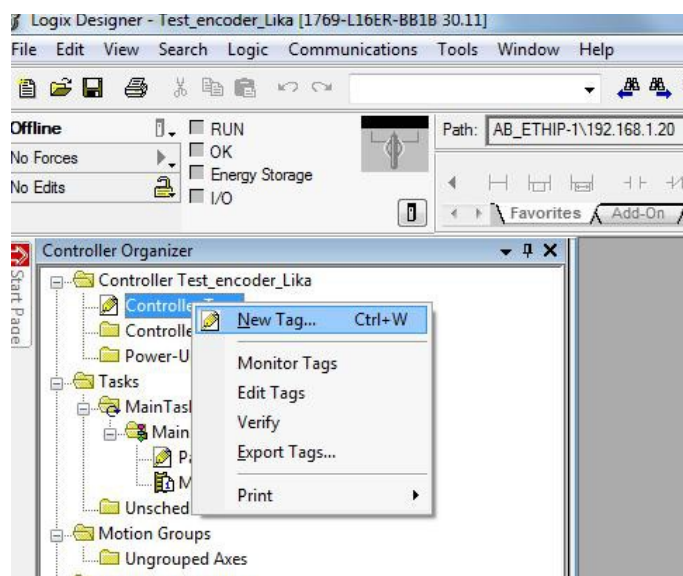 Logix Designer - Test_encoder_Lika [1769-L16ER-BB1B 30.11]
File Edit View Search Logic Communications Tools Window Help
Offline
RUN
Path: AB_ETHIP-1\192.168.1.20
No Forces
OK
Energy Storage
No Edits
I/O
Favorites Add-On
Start Page
Controller Organizer
Controller Test_encoder_Lika
Controlle
New Tag... Ctrl+W
Controlle
Power-U
Monitor Tags
Tasks
Edit Tags
MainTas
Verify
Main
Export Tags...
P
M
Print
Unsched
Motion Groups
Ungrouped Axes